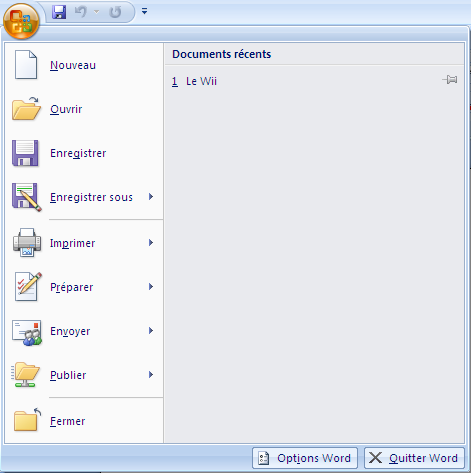 Documents récents
1 Le Wii
Nouveau
Ouvrir
Enregistrer
Enregistrer sous
Imprimer
Préparer
Envoyer
Publier
Fermer
Options Word
Quitter Word